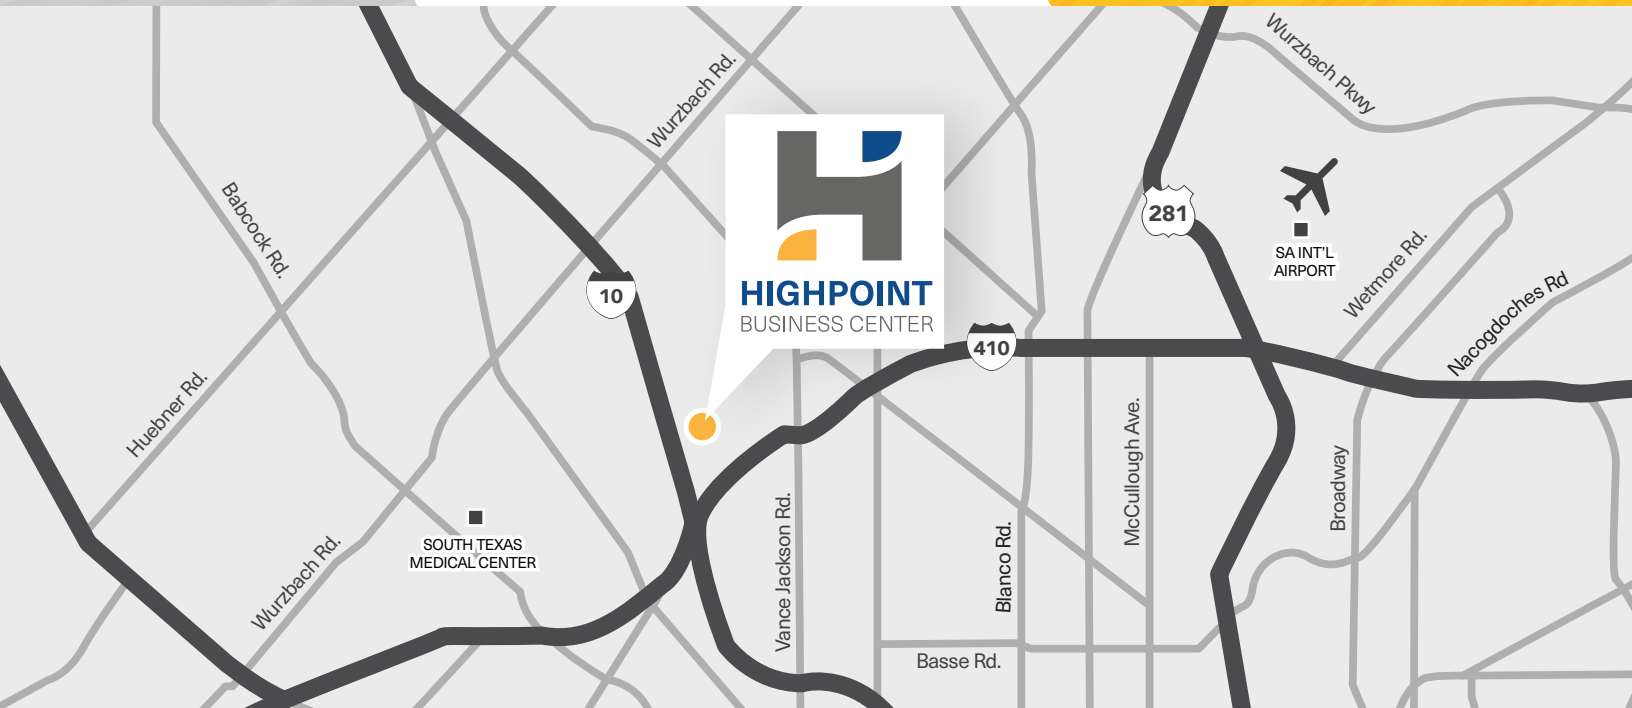 Wurzbach Pkwy
Wurzbach Rd.
Babcock Rd.
281
SA INT'L
AIRPORT
Wetmore Rd.
10
HIGHPOINT
BUSINESS CENTER
Nacogdoches Rd
410
Huebner Rd.
McCullough Ave.
Broadway
SOUTH TEXAS
MEDICAL CENTER
Vance Jackson Rd.
Blanco Rd.
Wurzbach Rd.
Basse Rd.